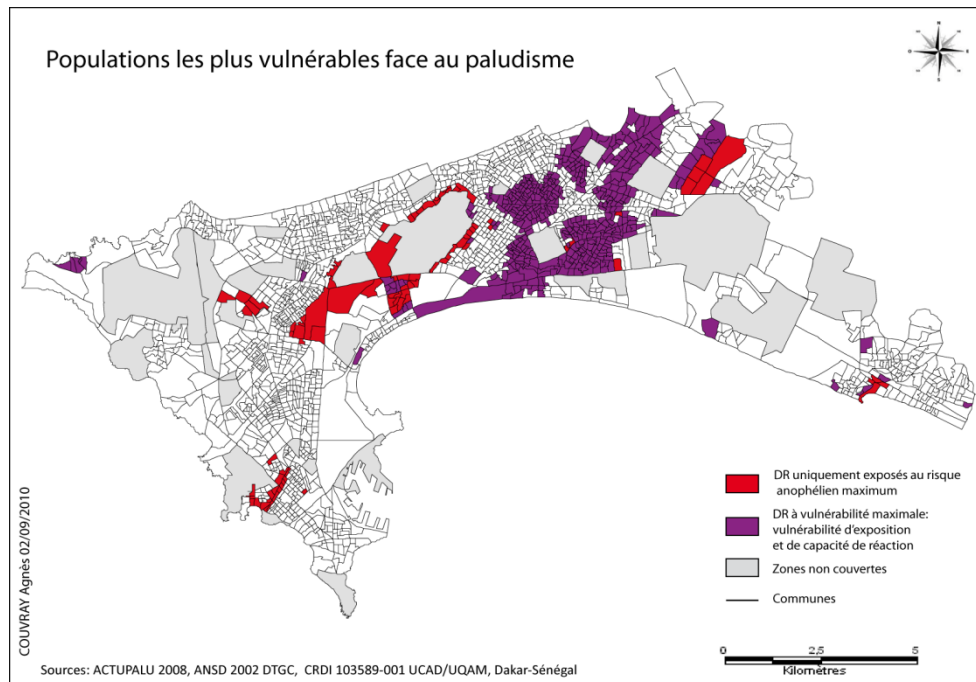 Populations les plus vulnérables face au paludisme
N
O
E
S
DR uniquement exposés au risque
anophélien maximum
DR à vulnérabilité maximale:
vulnérabilité d'exposition
et de capacité de réaction
Zones non couvertes
Communes
COUVRAY Agnès 02/09/2010
0 2,5 5
Kilomètres
Sources: ACTUPALU 2008, ANSD 2002 DTGC, CRDI 103589-001 UCAD/UQAM, Dakar-Sénégal